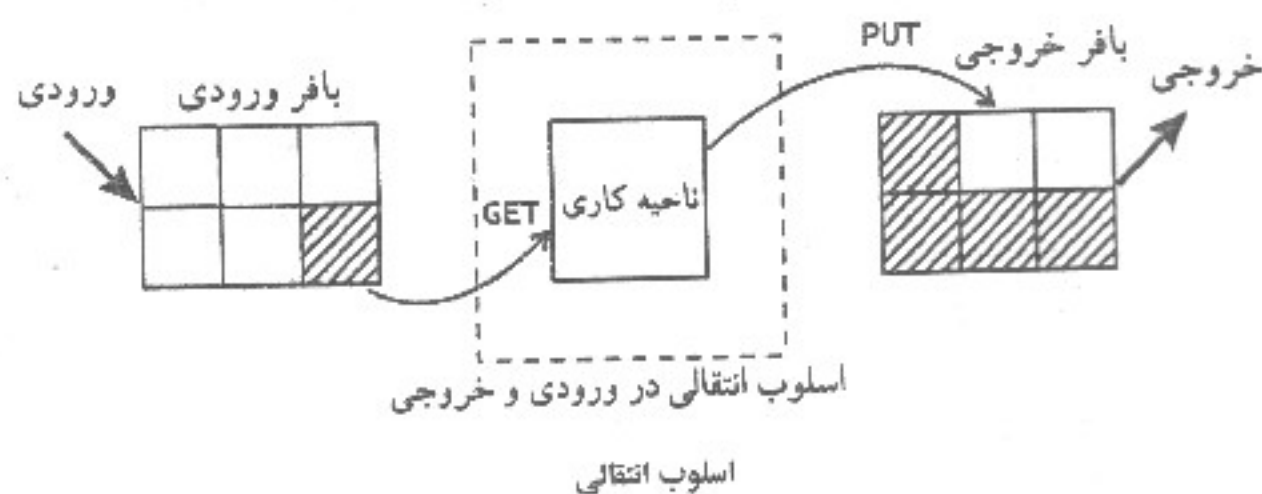 ورودی
بافر ورودی
GET
ناحیه کاری
PUT
بافر خروجی
خروجی
اسلوب انتقالی در ورودی و خروجی
اسلوب انتقالی